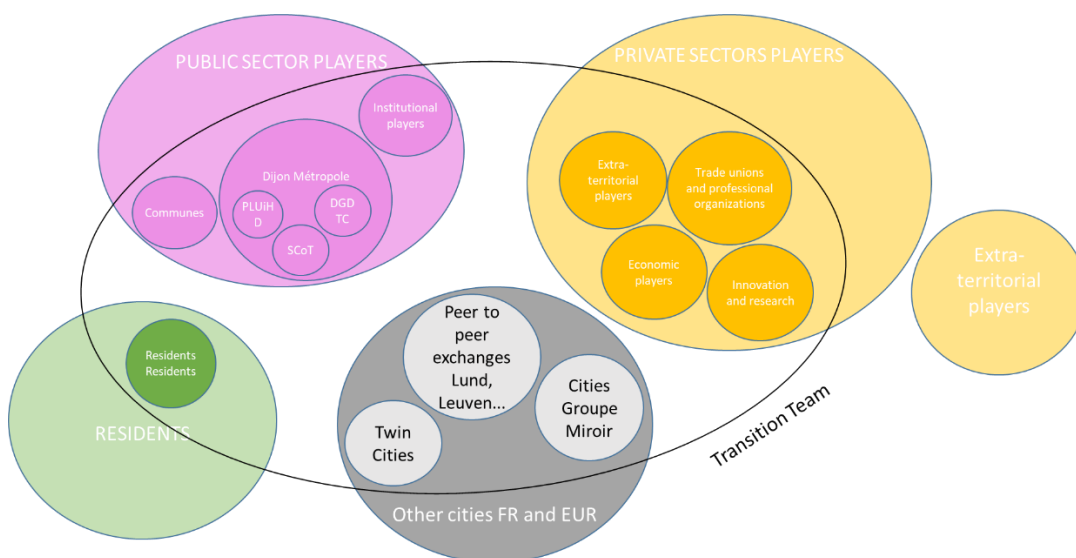 PUBLIC SECTOR PLAYERS
Institutional
players
Dijon Métropole
Communes
PLUiH
D
DGD
TC
SCoT
PRIVATE SECTORS PLAYERS
Extra-
territorial
players
Trade unions
and professional
organizations
Economic
players
Innovation
and research
Extra-
territorial
players
Residents
Residents
RESIDENTS
Peer to
peer
exchanges
Lund,
Leuven...
Cities
Groupe
Miroir
Twin
Cities
Other cities FR and EUR
Transition Team